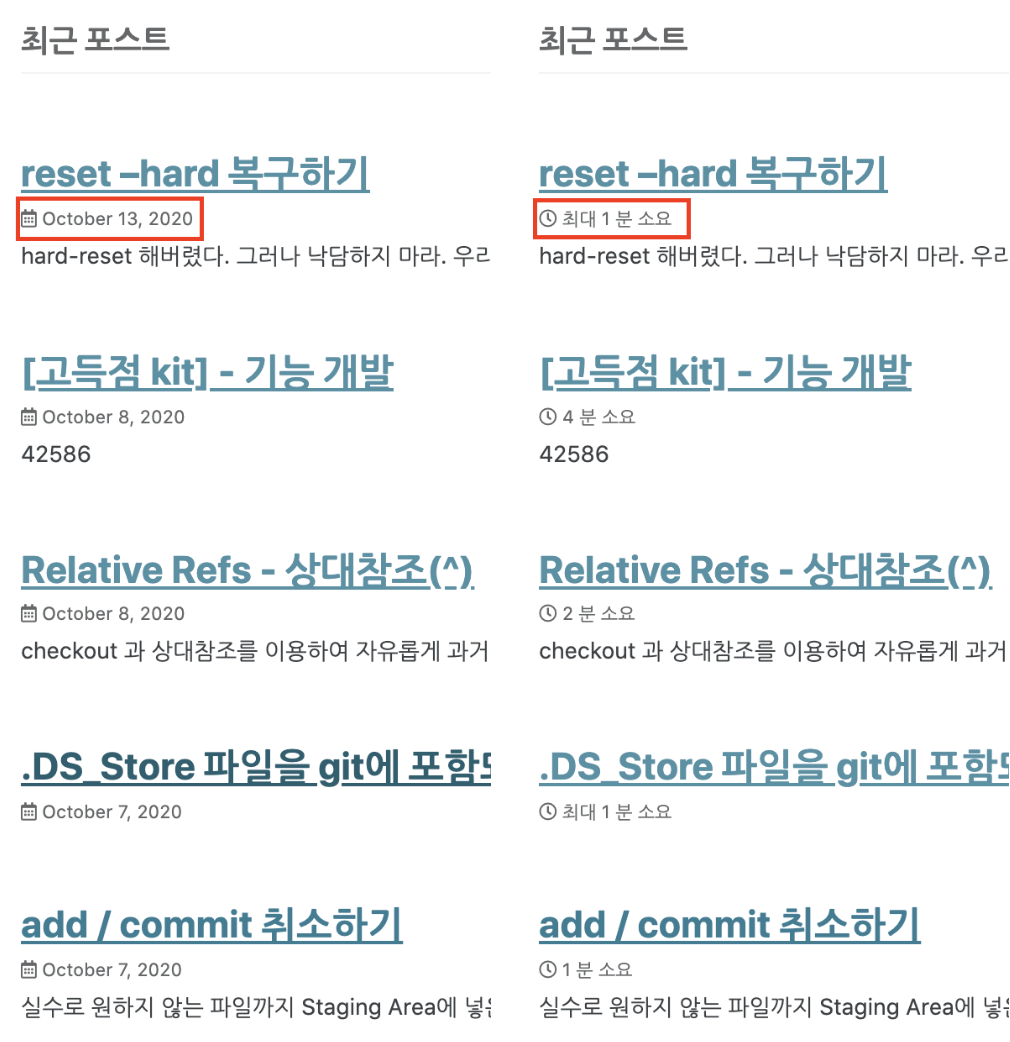 최근 포스트
reset –hard 복구하기
October 13, 2020
hard-reset 해버렸다. 그러나 낙담하지 마라. 우리
[고득점 kit] - 기능 개발
October 8, 2020
42586
Relative Refs - 상대참조(^)
October 8, 2020
checkout 과 상대참조를 이용하여 자유롭게 과거
.DS_Store 파일을 git에 포함
October 7, 2020
add / commit 취소하기
October 7, 2020
실수로 원하지 않는 파일까지 Staging Area에
최근 포스트
reset –hard 복구하기
최대 1 분 소요
hard-reset 해버렸다. 그러나 낙담하지 마라. 우리
[고득점 kit] - 기능 개발
4 분 소요
42586
Relative Refs - 상대참조(^)
2 분 소요
checkout 과 상대참조를 이용하여 자유롭게 과거
.DS_Store 파일을 git에 포함
최대 1 분 소요
add / commit 취소하기
1 분 소요
실수로 원하지 않는 파일까지 Staging Area에